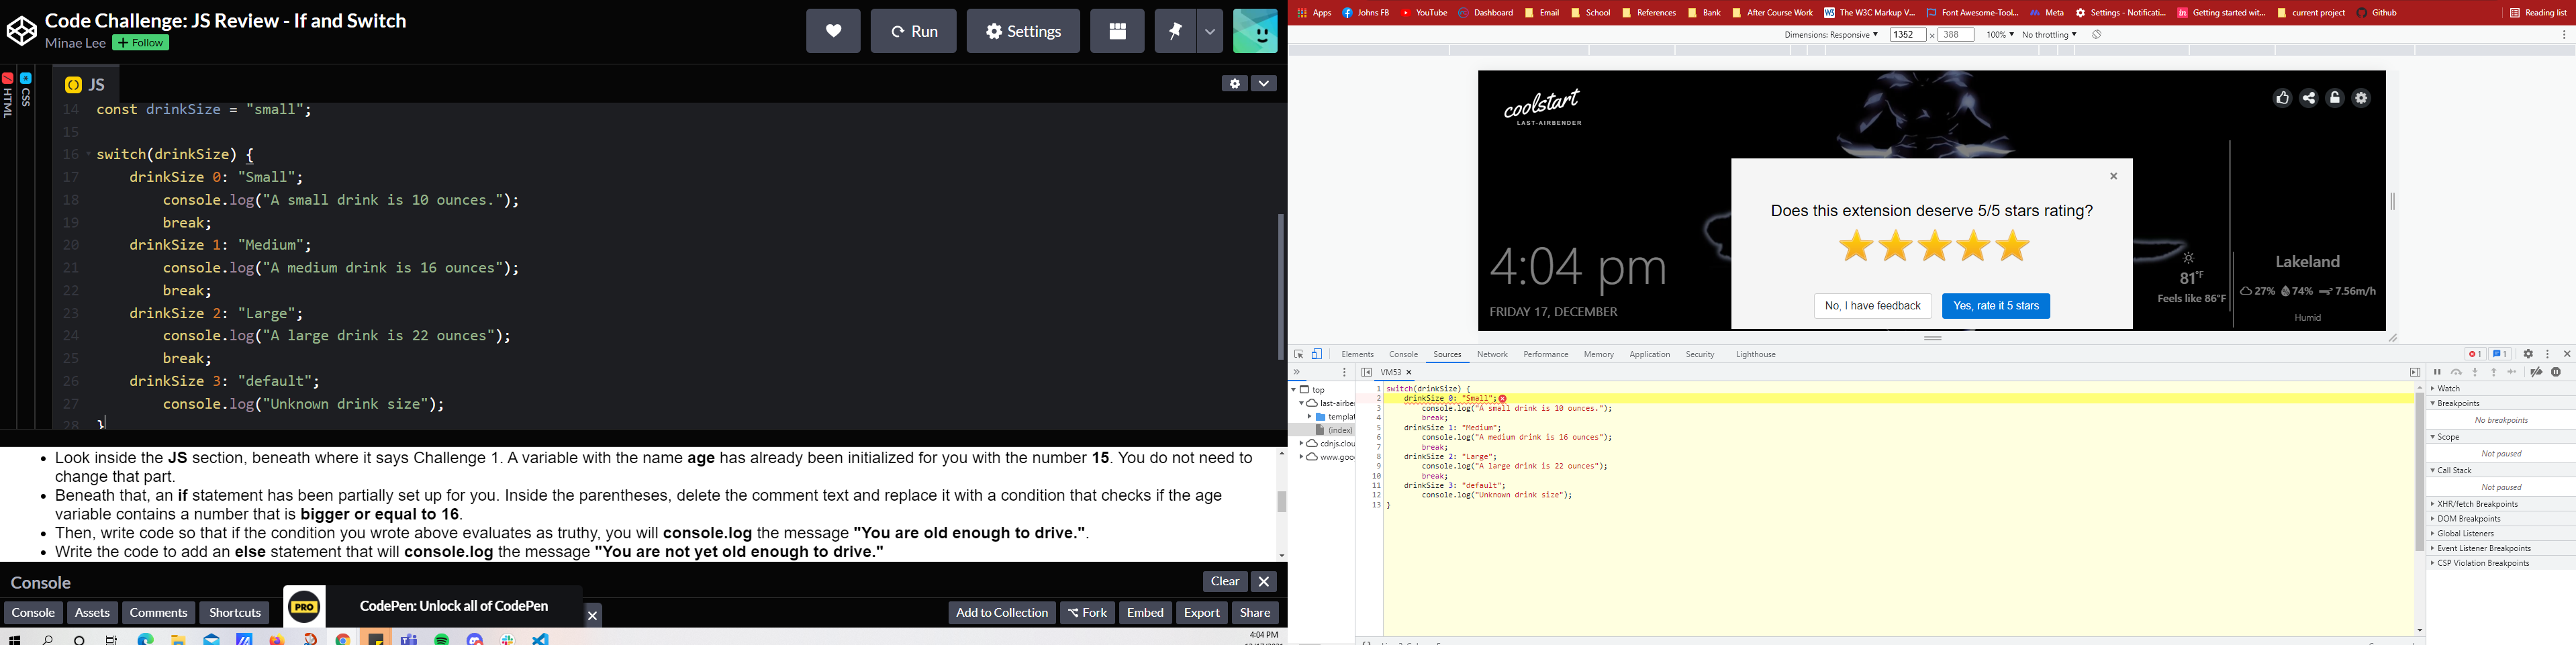 Code Challenge: JS Review - If and Switch
Minae Lee
+ Follow
Run
Settings
HTML
CSS
JS
14 const drinkSize = "small";
15
16 switch(drinkSize) {
17 drinkSize 0: "Small";
18 console.log("A small drink is 10 ounces.");
19 break;
20 drinkSize 1: "Medium";
21 console.log("A medium drink is 16 ounces");
22 break;
23 drinkSize 2: "Large";
24 console.log("A large drink is 22 ounces");
25 break;
26 drinkSize 3: "default";
27 console.log("Unknown drink size");
28 }
• Look inside the JS section, beneath where it says Challenge 1. A variable with the name age has already been initialized for you with the number 15. You do not need to
change that part.
• Beneath that, an if statement has been partially set up for you. Inside the parentheses, delete the comment text and replace it with a condition that checks if the age
variable contains a number that is bigger or equal to 16.
• Then, write code so that if the condition you wrote above evaluates as truthy, you will console.log the message "You are old enough to drive.".
• Write the code to add an else statement that will console.log the message "You are not yet old enough to drive."
Console
Clear
Console Assets Comments Shortcuts
PRO
CodePen: Unlock all of CodePen
Add to Collection Fork Embed Export Share
4:04 PM
Apps Johns FB YouTube Dashboard Email School References Bank After Course Work The W3C Markup V... Font Awesome-Tool... Meta Settings - Notificati... Getting started wit... current project Github Reading list
Dimensions: Responsive 1352 × 388 100% No throttling
coolstart
LAST-AIRBENDER
Does this extension deserve 5/5 stars rating?
No, I have feedback
Yes, rate it 5 stars
4:04 pm
FRIDAY 17, DECEMBER
81°F
Feels like 86°F
Lakeland
27% 74% 7.56m/h
Humid
Elements Console Sources Network Performance Memory Application Security Lighthouse
1 1
VM53
top
last-airbe
templat
(index)
cdnjs.clou
www.goo
1 switch(drinkSize) {
2 drinkSize 0: "Small";
3 console.log("A small drink is 10 ounces.");
4 break;
5 drinkSize 1: "Medium";
6 console.log("A medium drink is 16 ounces");
7 break;
8 drinkSize 2: "Large";
9 console.log("A large drink is 22 ounces");
10 break;
11 drinkSize 3: "default";
12 console.log("Unknown drink size");
13 }
Watch
Breakpoints
No breakpoints
Scope
Not paused
Call Stack
Not paused
XHR/fetch Breakpoints
DOM Breakpoints
Global Listeners
Event Listener Breakpoints
CSP Violation Breakpoints